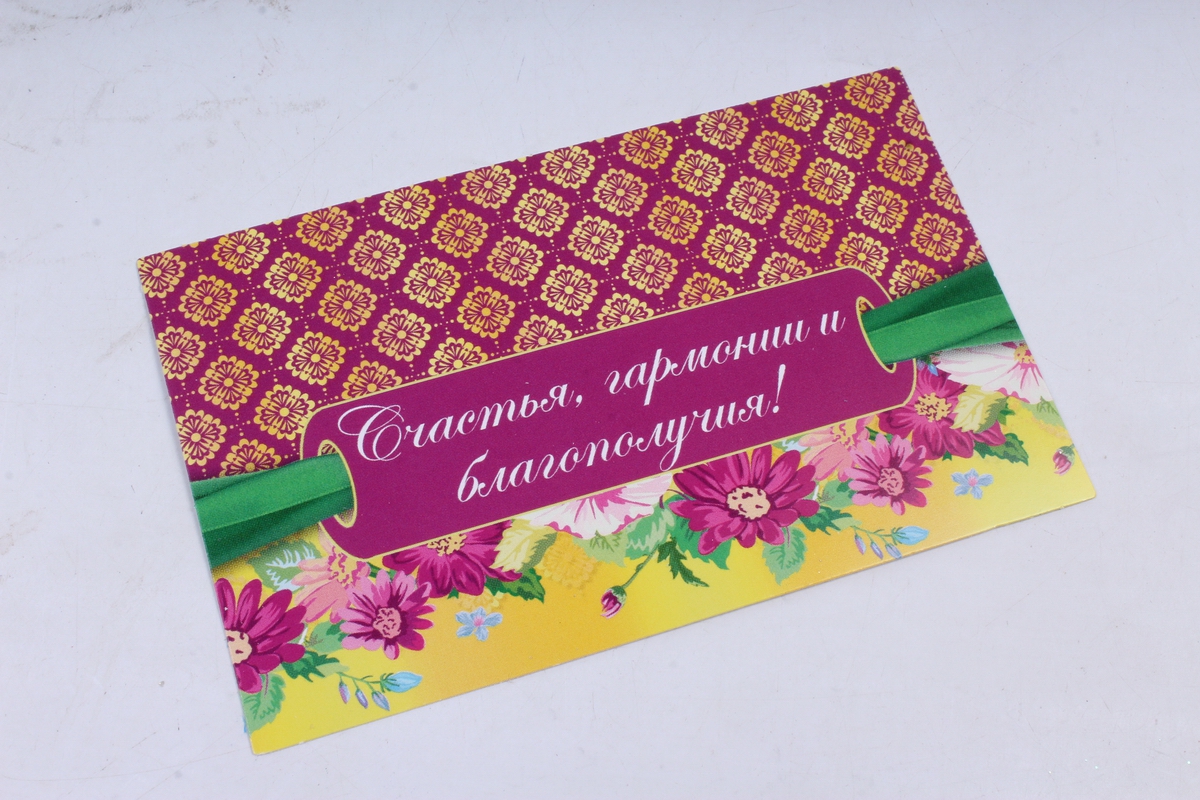 Счастья, гармонии и
благополучия!